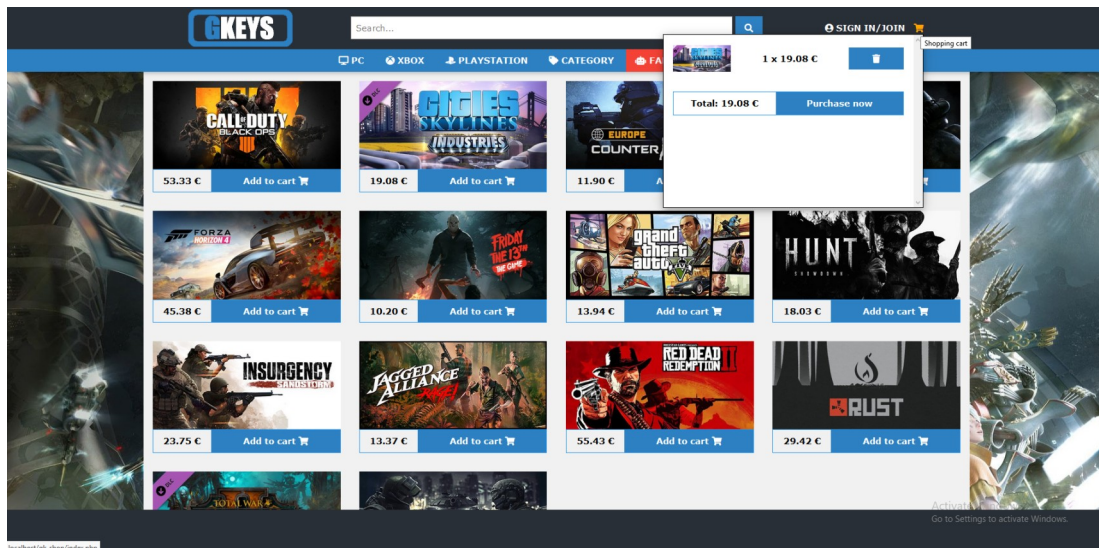 GKEYS
Search...
SIGN IN/JOIN
Shopping cart
PC XBOX PLAYSTATION CATEGORY FA
1 x 19.08 €
Total: 19.08 € Purchase now
CALL OF DUTY
BLACK OPS
IIII
53.33 € Add to cart
DLC
CITIES
SKYLINES
INDUSTRIES
19.08 € Add to cart
EUROPE
COUNTER
11.90 € A
FORZA
HORIZON 4
45.38 € Add to cart
FRIDAY
THE 13TH
THE GAME
10.20 € Add to cart
grand
theft
auto
13.94 € Add to cart
HUNT
SHOWDOWN
18.03 € Add to cart
INSURGENCY
SANDSTORM
23.75 € Add to cart
JAGGED
ALLIANCE
RAGE!
13.37 € Add to cart
RED DEAD
REDEMPTION II
55.43 € Add to cart
RUST
29.42 € Add to cart
DLC
TOTAL WAR
Go to Settings to activate Windows.